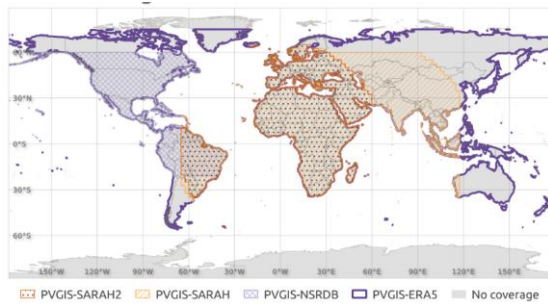 60°N
30°N
0°S
30°S
60°S
150°W 120°W 90°W 60°W 30°W 0°E 30°E 60°E 90°E 120°E 150°E
PVGIS-SARAH2 PVGIS-SARAH PVGIS-NSRDB PVGIS-ERA5 No coverage